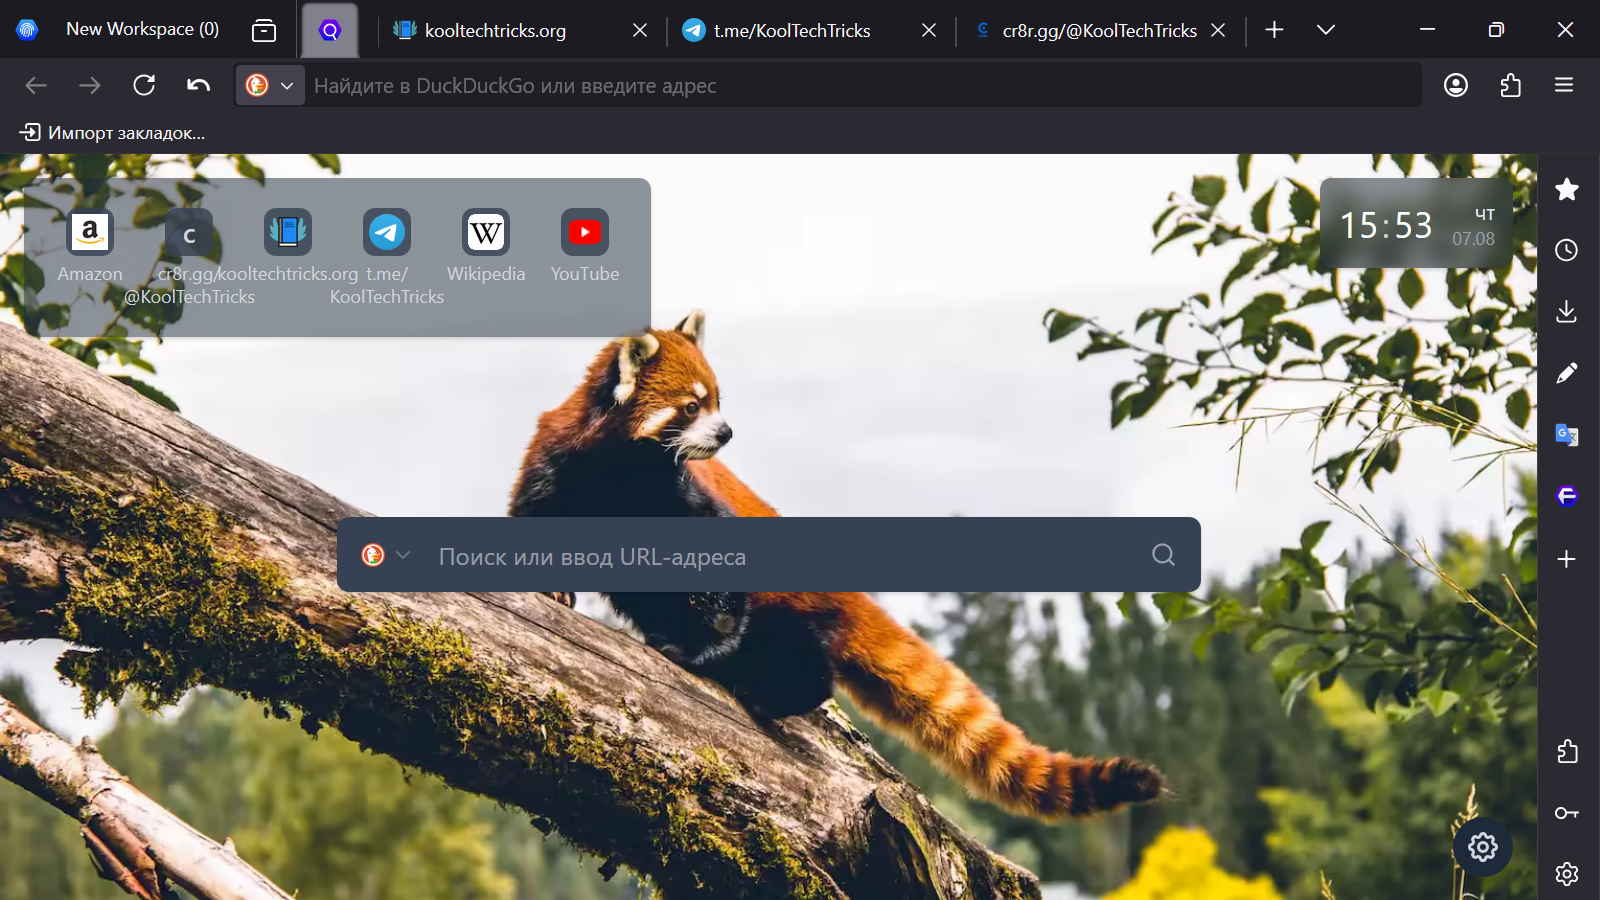 New Workspace (0)
kooltechtricks.org
t.me/KoolTechTricks
cr8r.gg/@KoolTechTricks
Найдите в DuckDuckGo или введите адрес
Импорт закладок...
Amazon
cr8r.gg/
@KoolTechTricks
kooltechtricks.org
t.me/
KoolTechTricks
Wikipedia
YouTube
15:53
чт
07.08
Поиск или ввод URL-адреса